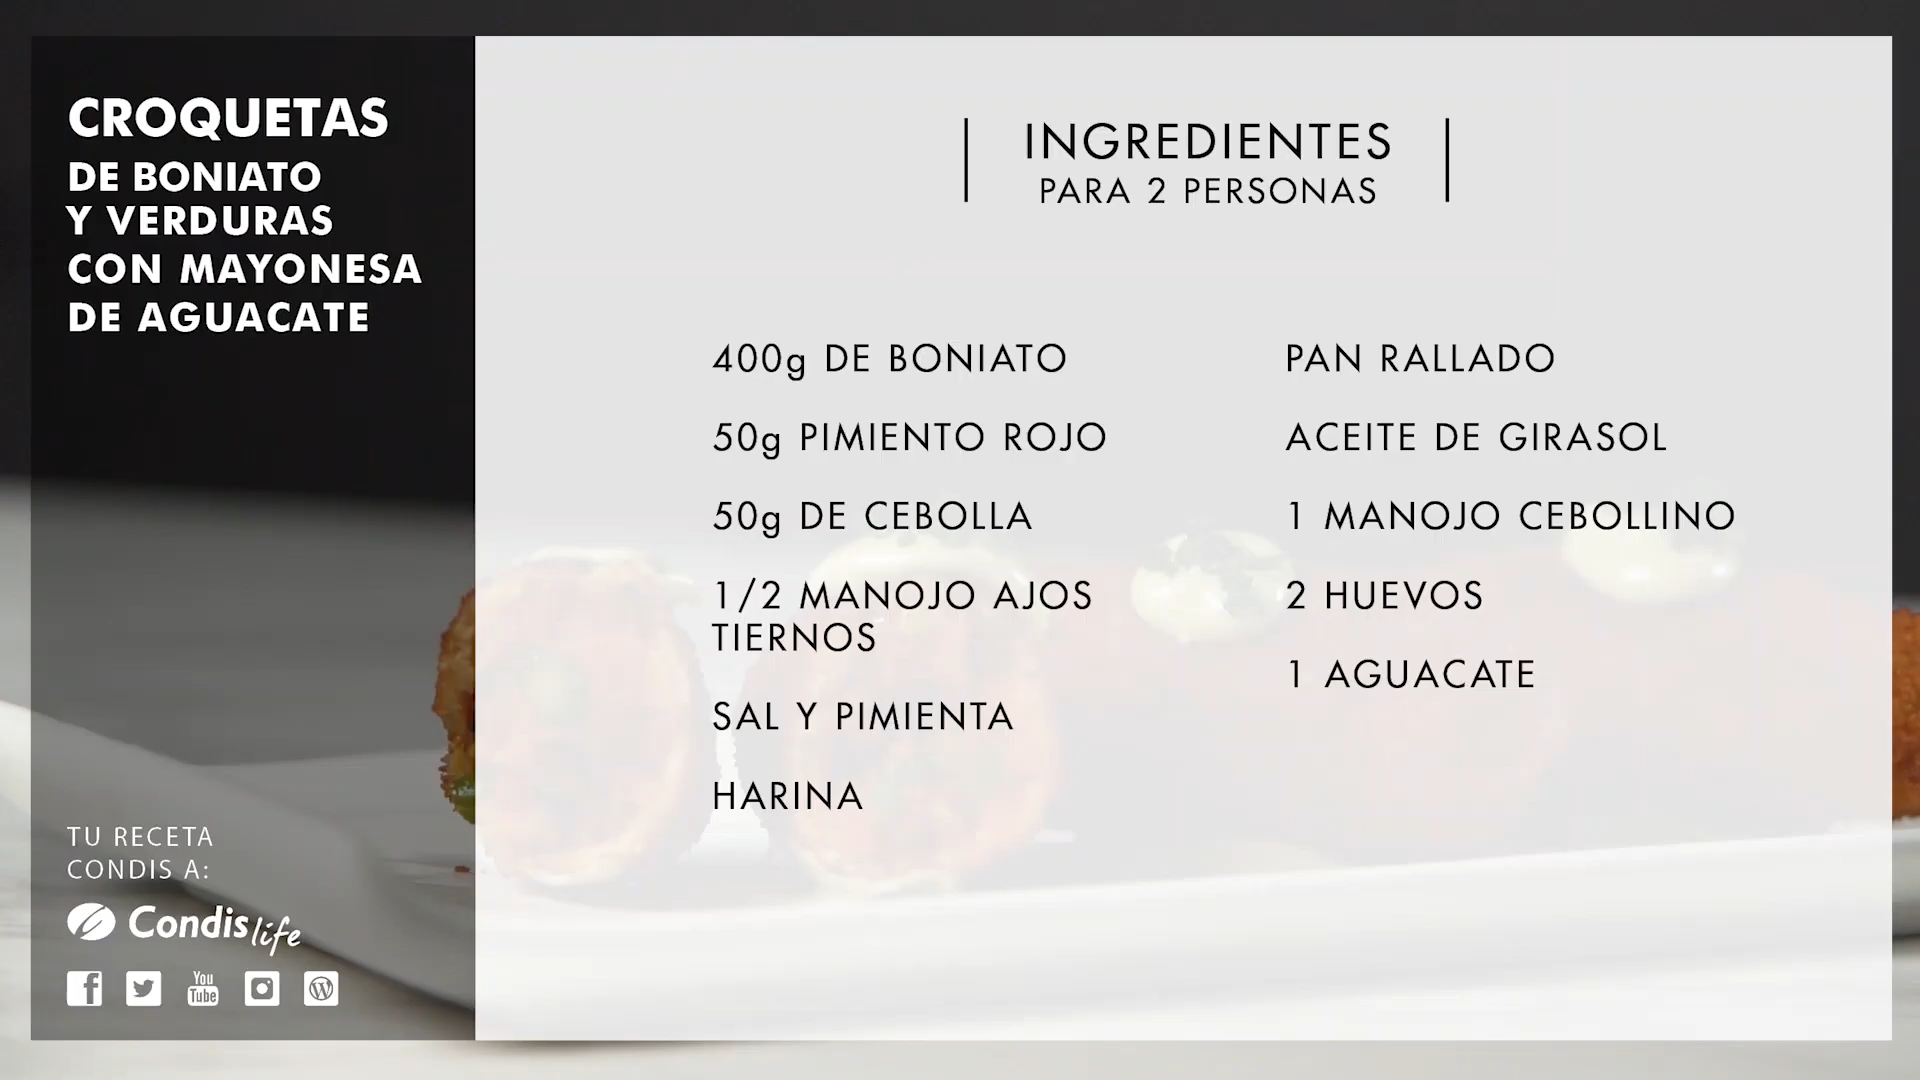 CROQUETAS
DE BONIATO
Y VERDURAS
CON MAYONESA
DE AGUACATE
INGREDIENTES
PARA 2 PERSONAS
400g DE BONIATO
50g PIMIENTO ROJO
50g DE CEBOLLA
1/2 MANOJO AJOS
TIERNOS
SAL Y PIMIENTA
HARINA
PAN RALLADO
ACEITE DE GIRASOL
1 MANOJO CEBOLLINO
2 HUEVOS
1 AGUACATE
TU RECETA
CONDIS A:
Condis life
You
Tube